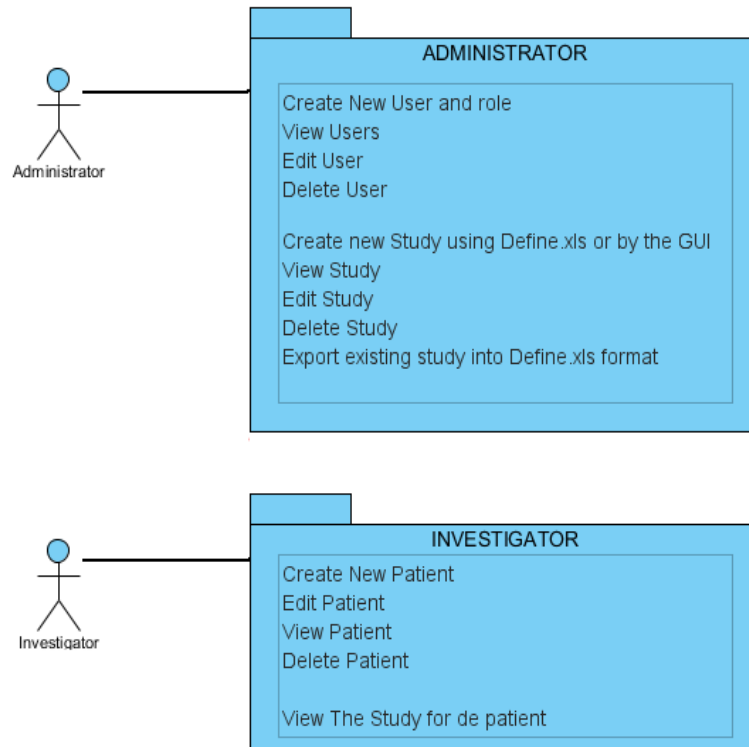 ADMINISTRATOR
Administrator
Create New User and role
View Users
Edit User
Delete User
Create new Study using Define.xls or by the GUI
View Study
Edit Study
Delete Study
Export existing study into Define.xls format
INVESTIGATOR
Investigator
Create New Patient
Edit Patient
View Patient
Delete Patient
View The Study for de patient